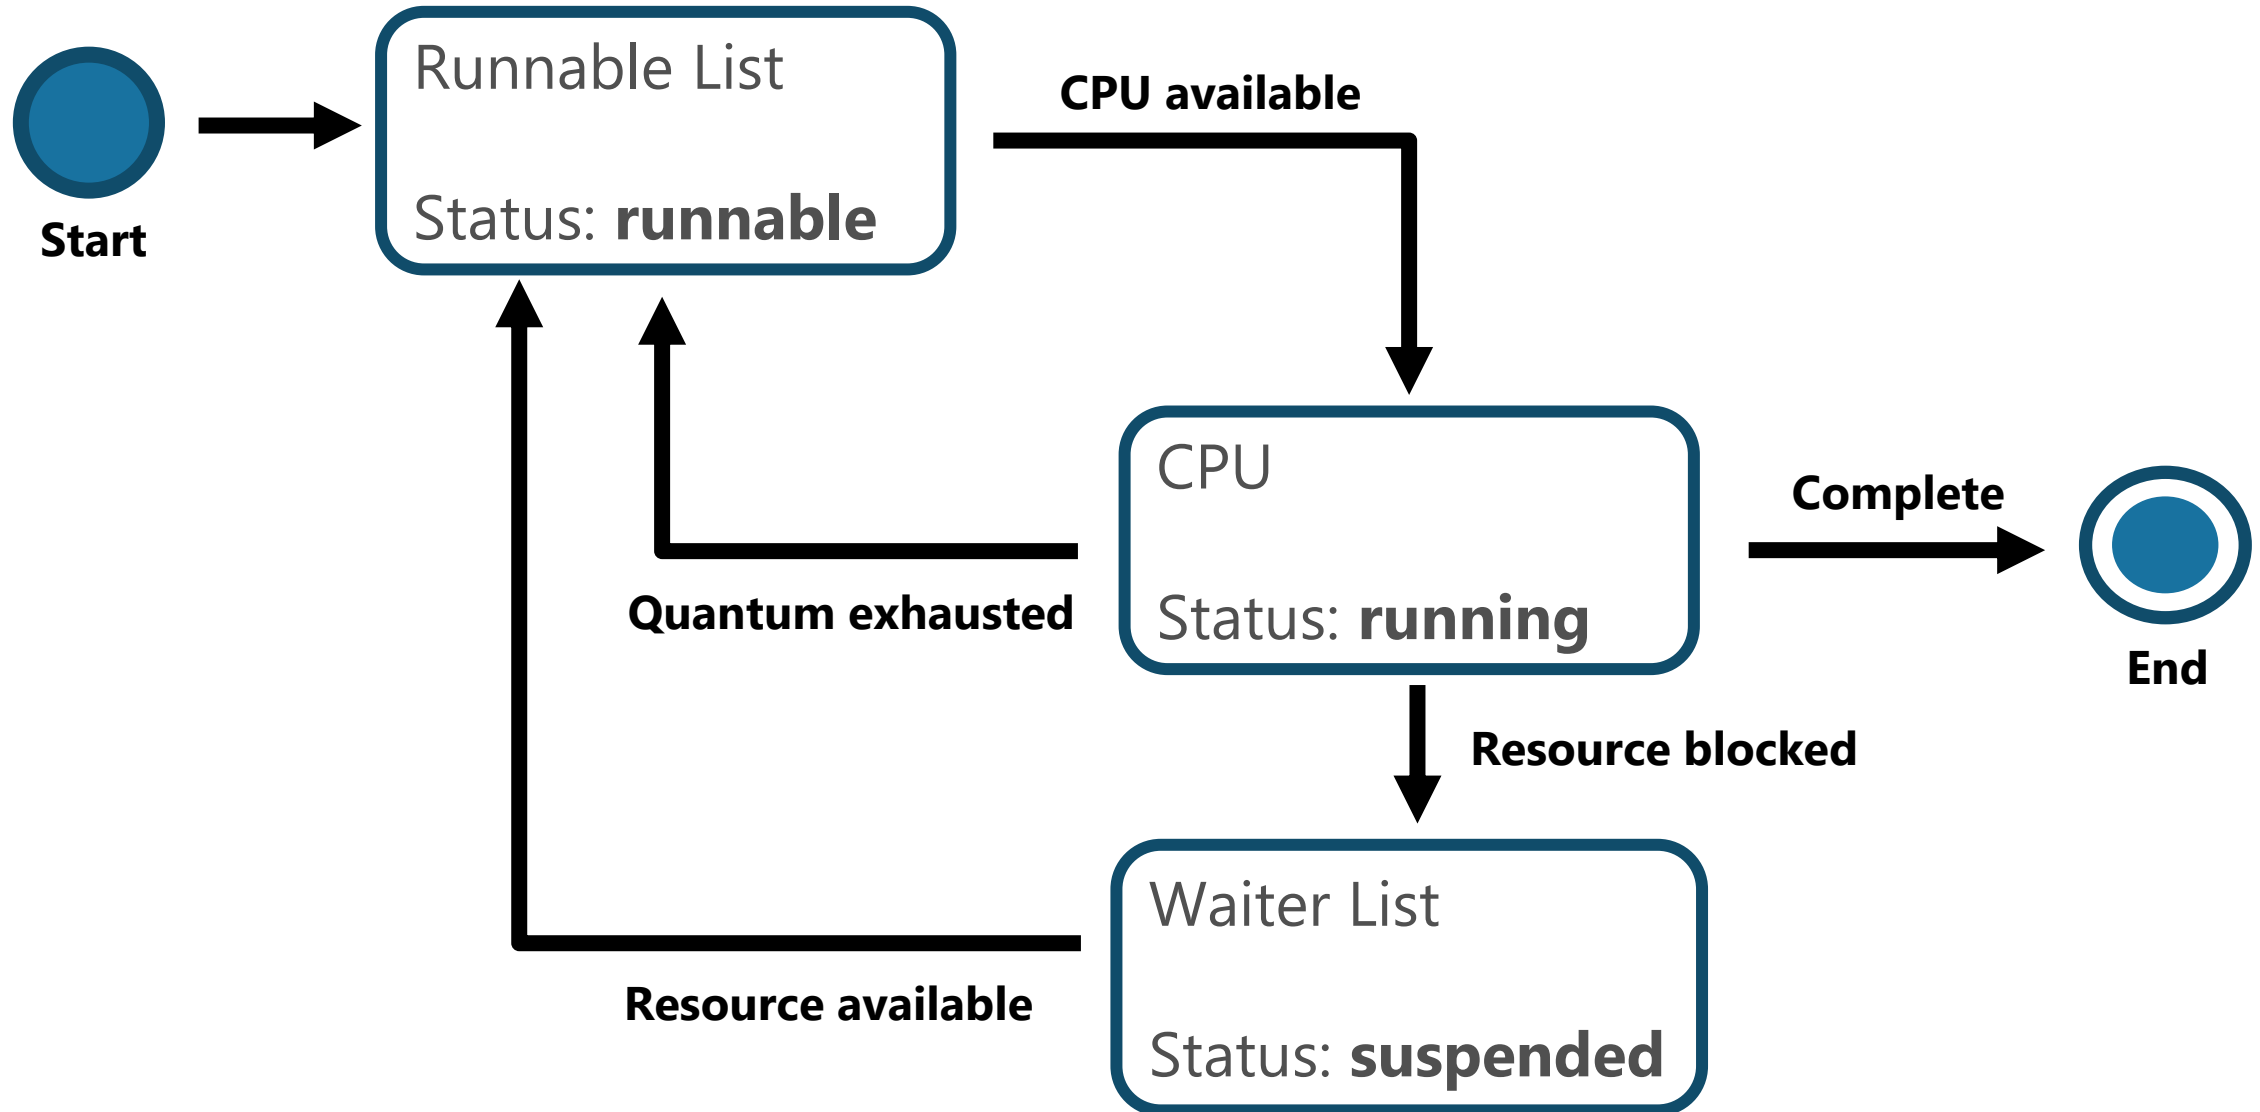 Start
Runnable List
Status: runnable
CPU available
CPU
Status: running
Quantum exhausted
Complete
End
Resource blocked
Waiter List
Status: suspended
Resource available